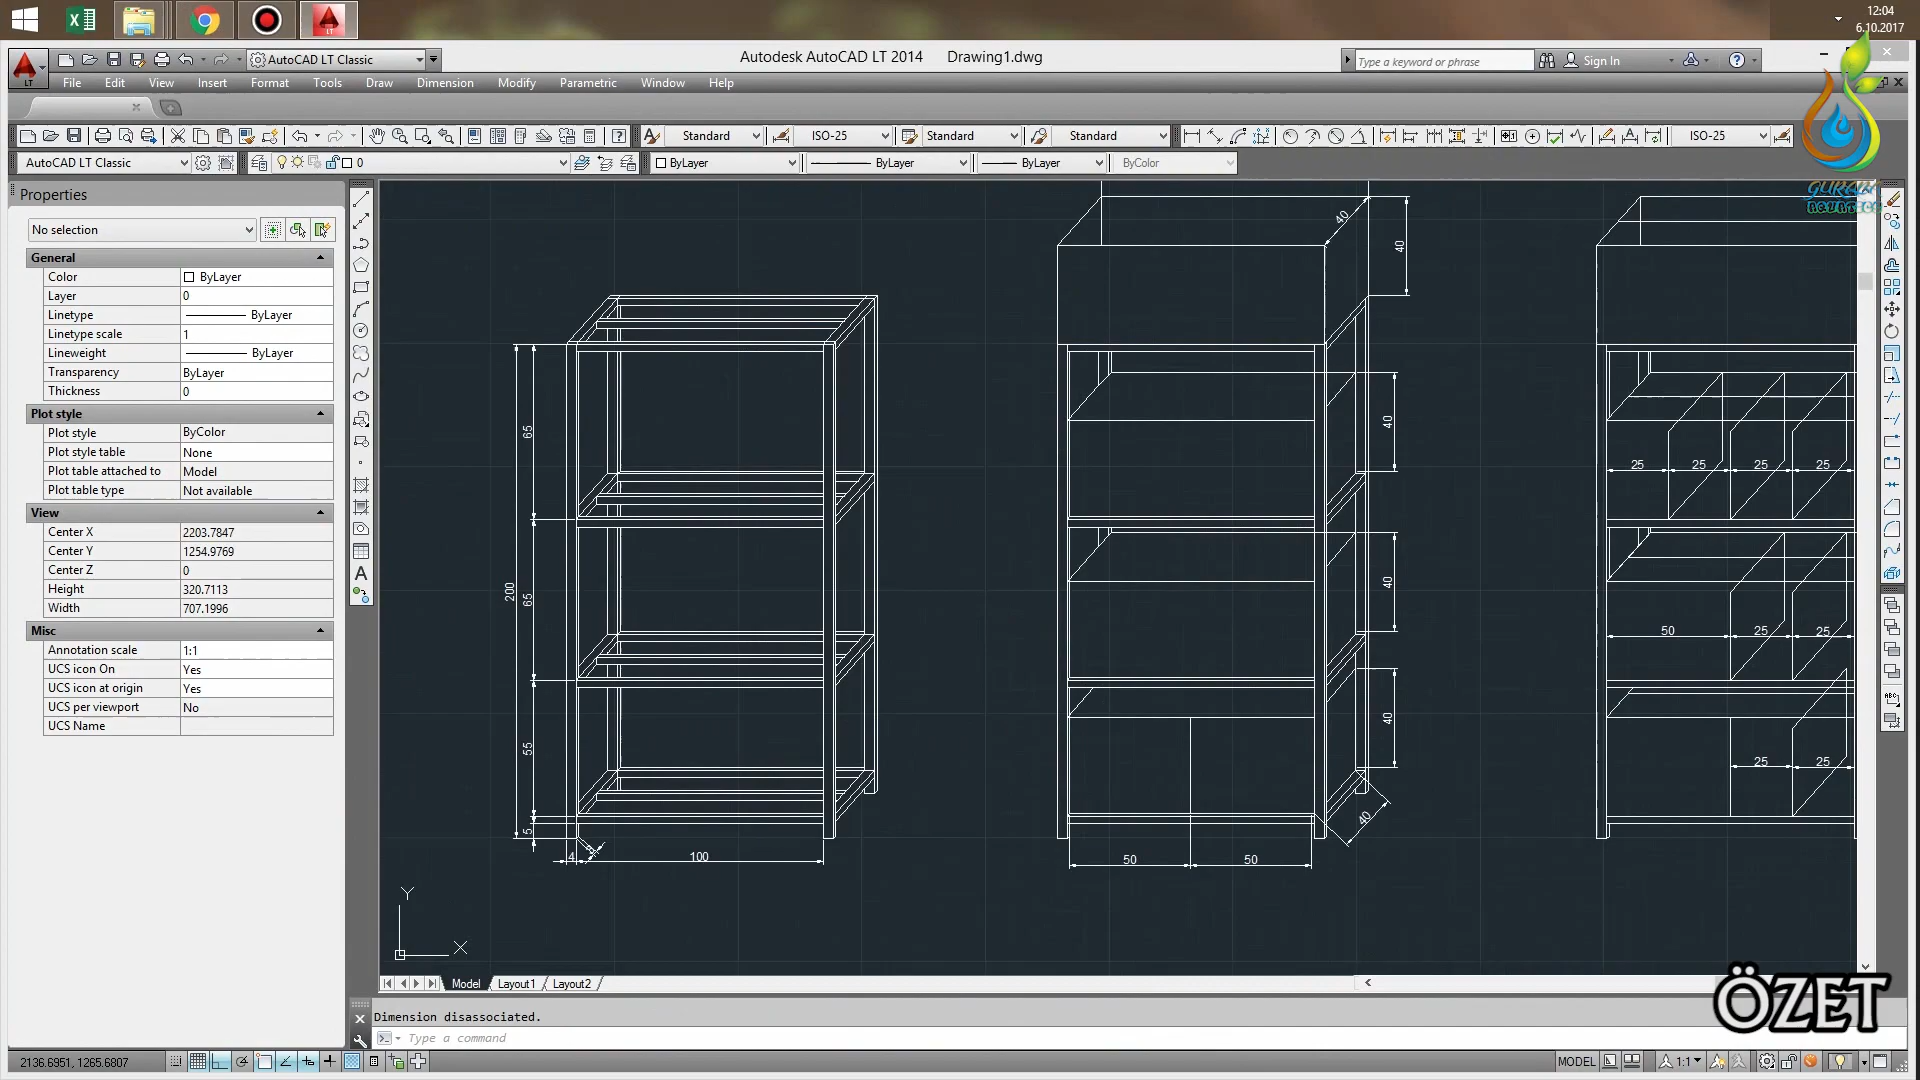 12:04
6.10.2017
AutoCAD LT Classic
Autodesk AutoCAD LT 2014 Drawing1.dwg
Type a keyword or phrase
Sign In
LT
File Edit View Insert Format Tools Draw Dimension Modify Parametric Window Help
Standard ISO-25 Standard Standard ISO-25
AutoCAD LT Classic 0 ByLayer ByLayer ByLayer ByColor
Properties
No selection
General
Color ByLayer
Layer 0
Linetype ByLayer
Linetype scale 1
Lineweight ByLayer
Transparency ByLayer
Thickness 0
Plot style
Plot style ByColor
Plot style table None
Plot table attached to Model
Plot table type Not available
View
Center X 2203.7847
Center Y 1254.9769
Center Z 0
Height 320.7113
Width 707.1996
Misc
Annotation scale 1:1
UCS icon On Yes
UCS icon at origin Yes
UCS per viewport No
UCS Name
65
200
65
55
5
4
100
40
40
40
40
40
40
50 50
25 25 25 25
50 25 25
25 25
Y
X
Model Layout1 Layout2
Dimension disassociated.
Type a command
2136.6951, 1265.6807
MODEL
1:1
ÖZET